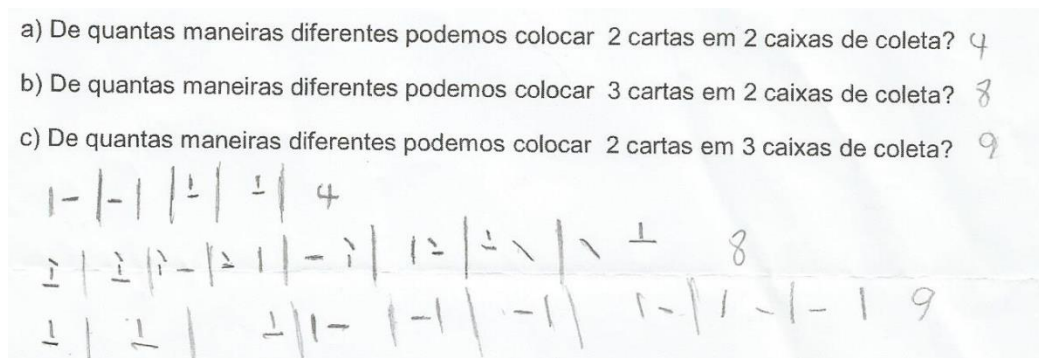 a) De quantas maneiras diferentes podemos colocar 2 cartas em 2 caixas de coleta? 4
b) De quantas maneiras diferentes podemos colocar 3 cartas em 2 caixas de coleta? 8
c) De quantas maneiras diferentes podemos colocar 2 cartas em 3 caixas de coleta? 9
4
8
9